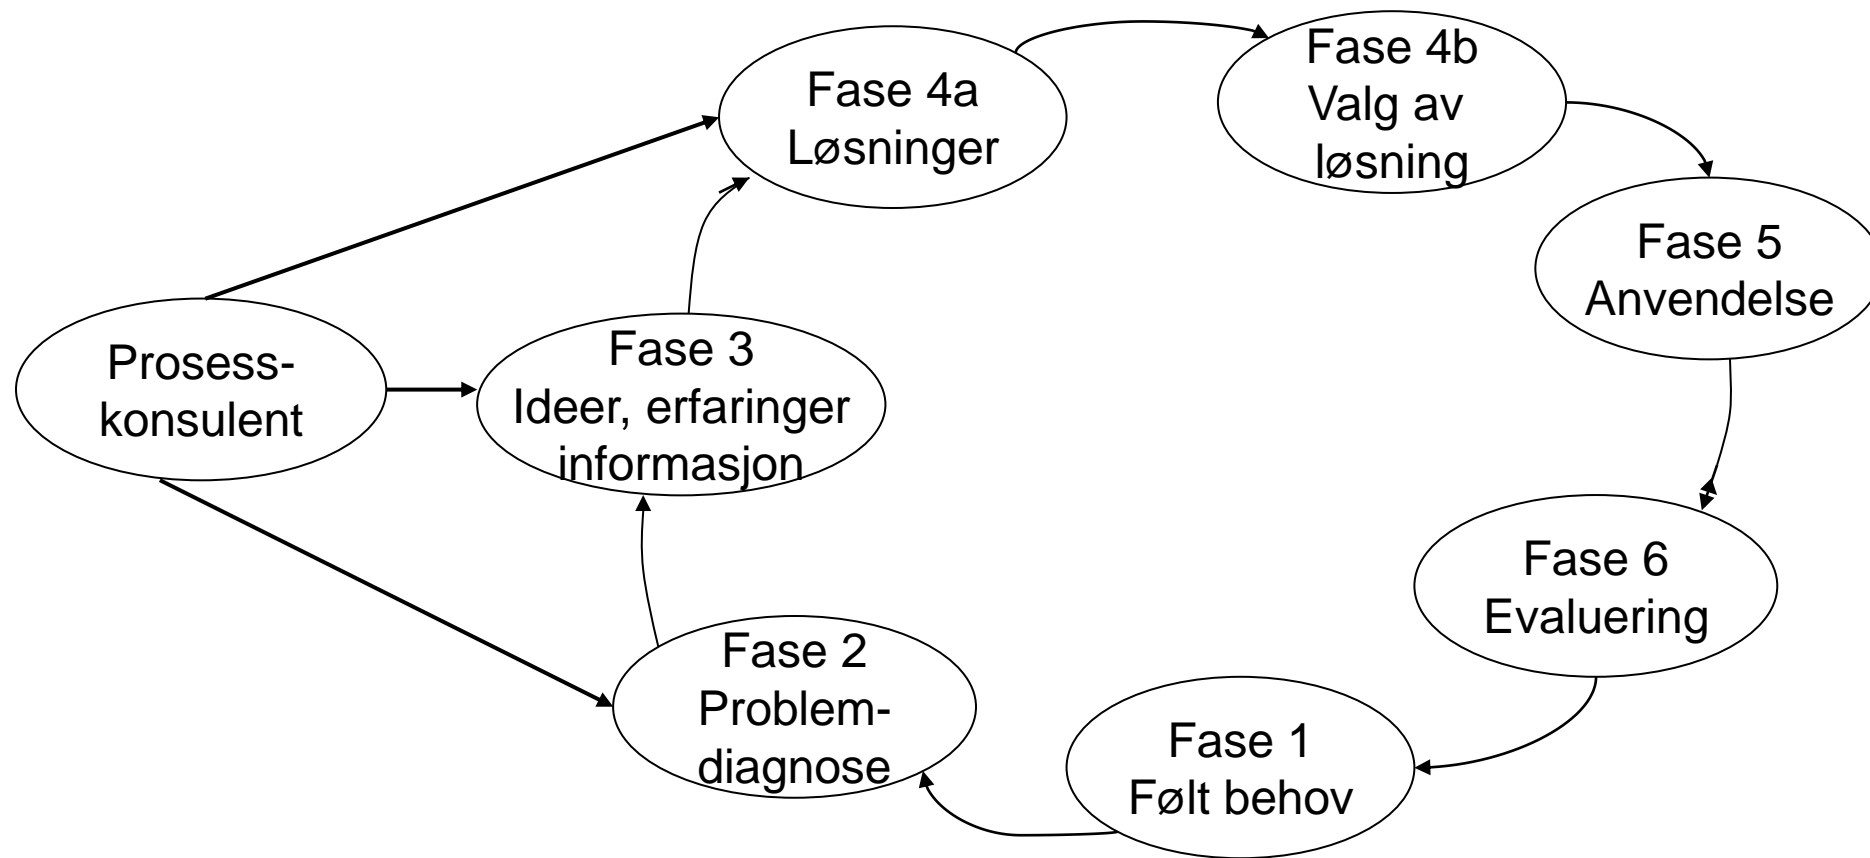 Fase 4a
Løsninger
Fase 4b
Valg av
løsning
Fase 5
Anvendelse
Prosess-
konsulent
Fase 3
Ideer, erfaringer
informasjon
Fase 6
Evaluering
Fase 2
Problem-
diagnose
Fase 1
Følt behov